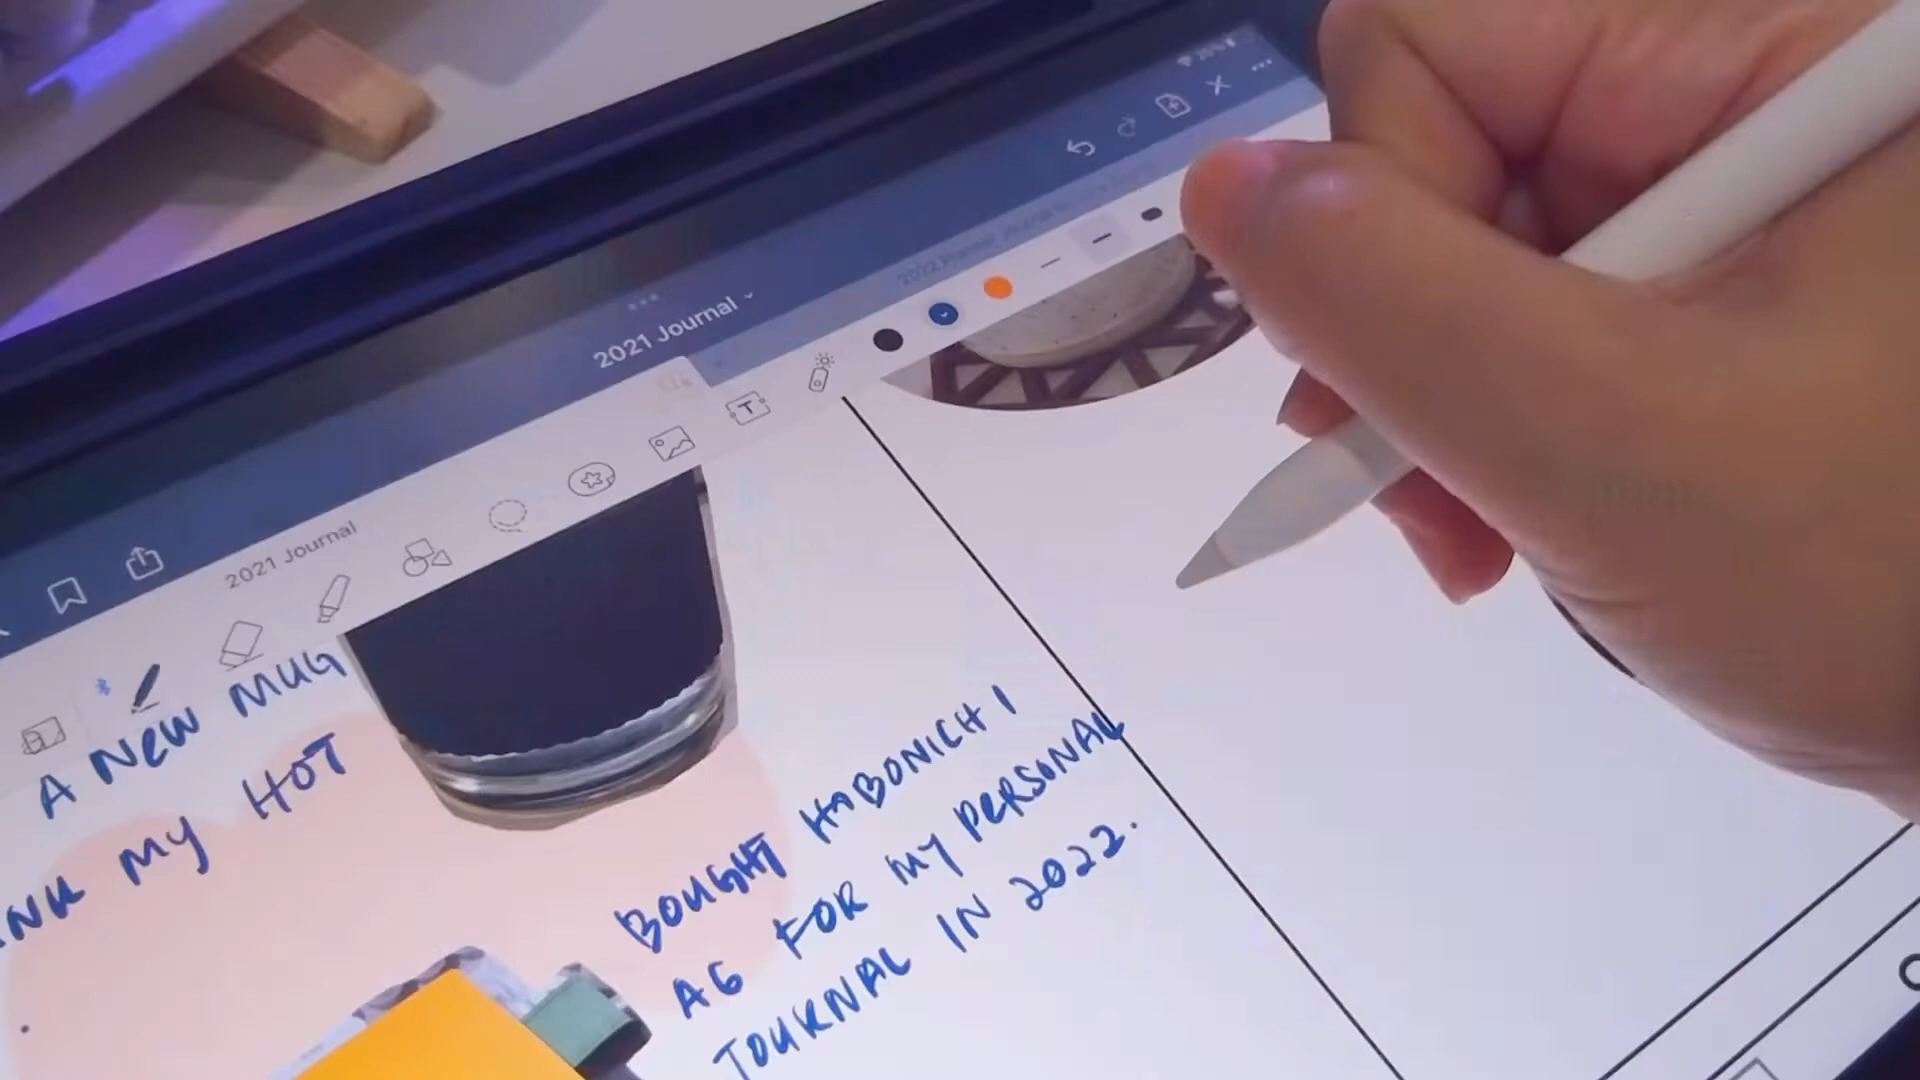 2021 Journal
2021 Journal
T
A NEW MUG
MY HOT
BOUGHT HOBONICHI
A6 FOR MY PERSONAL
JOURNAL IN 2022.